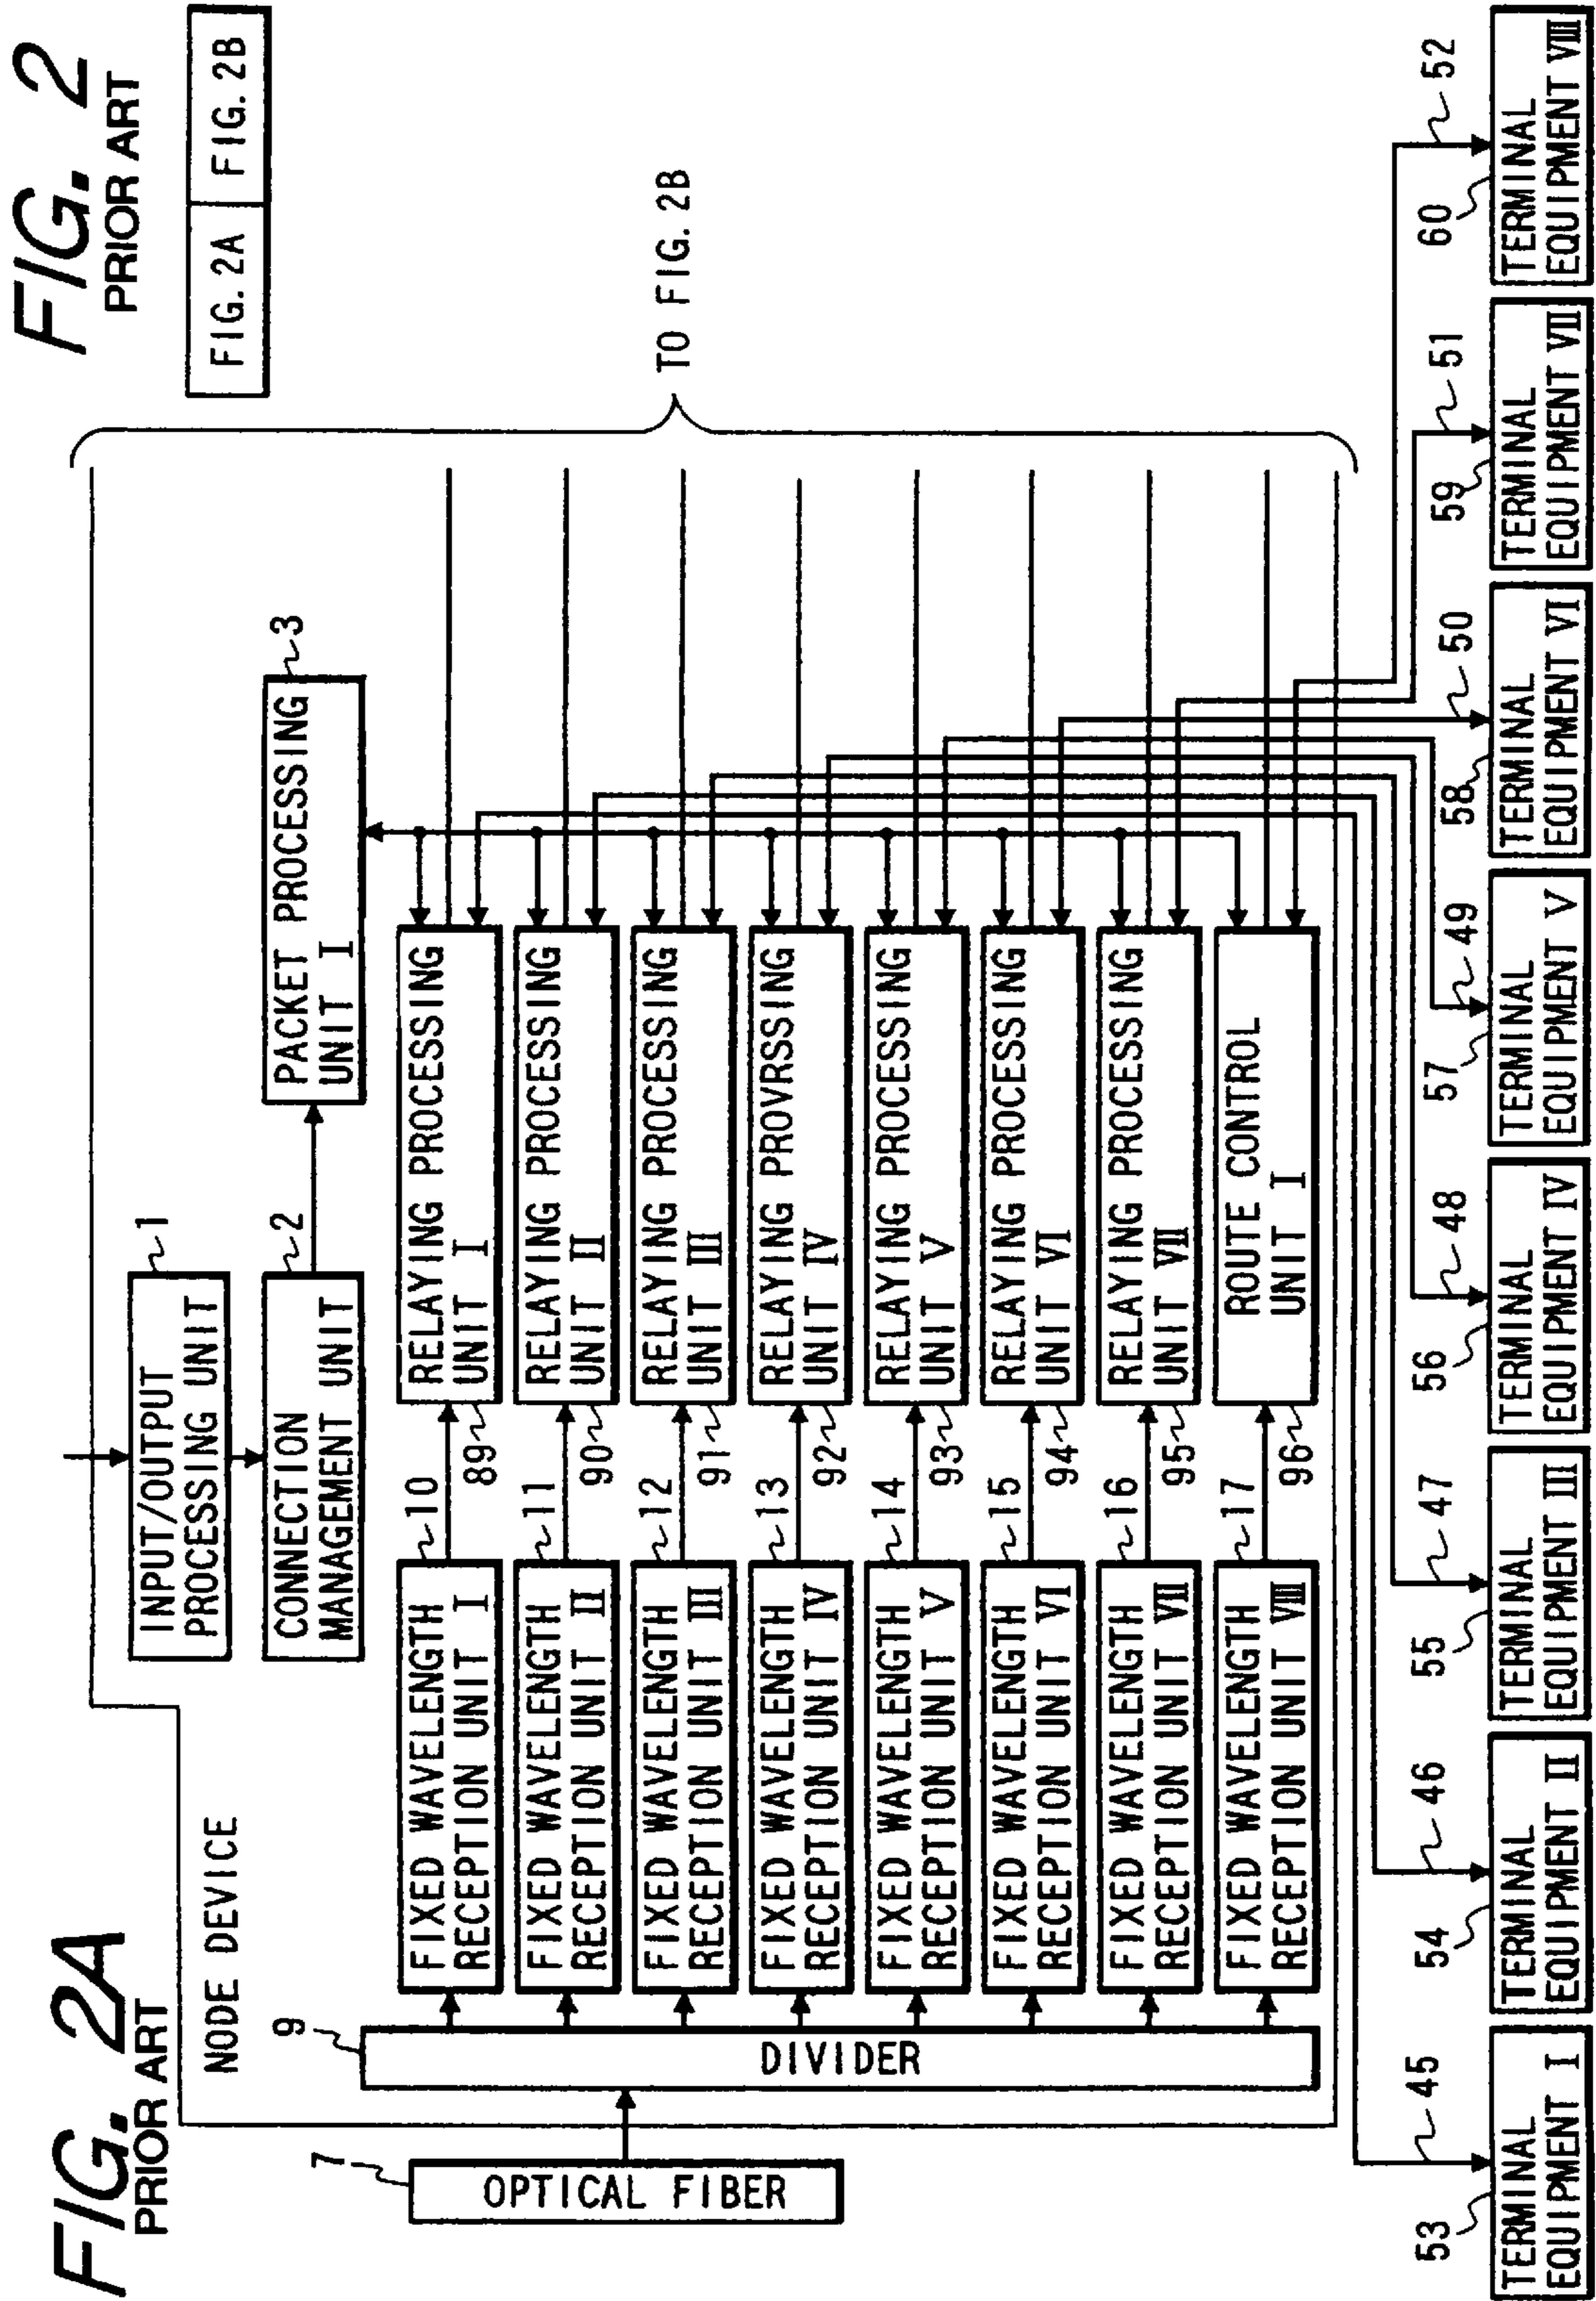 FIG. 2A
PRIOR ART
FIG. 2
PRIOR ART
FIG. 2A
FIG. 2B
NODE DEVICE
INPUT/OUTPUT
PROCESSING UNIT
1
CONNECTION
MANAGEMENT UNIT
2
PACKET PROCESSING
UNIT I
3
TO FIG. 2B
7
OPTICAL FIBER
9
DIVIDER
FIXED WAVELENGTH
RECEPTION UNIT I
10
89
RELAYING PROCESSING
UNIT I
FIXED WAVELENGTH
RECEPTION UNIT II
11
90
RELAYING PROCESSING
UNIT II
FIXED WAVELENGTH
RECEPTION UNIT III
12
91
RELAYING PROCESSING
UNIT III
FIXED WAVELENGTH
RECEPTION UNIT IV
13
92
RELAYING PROVRSSING
UNIT IV
FIXED WAVELENGTH
RECEPTION UNIT V
14
93
RELAYING PROCESSING
UNIT V
FIXED WAVELENGTH
RECEPTION UNIT VI
15
94
RELAYING PROCESSING
UNIT VI
FIXED WAVELENGTH
RECEPTION UNIT VII
16
95
RELAYING PROCESSING
UNIT VII
FIXED WAVELENGTH
RECEPTION UNIT VIII
17
96
ROUTE CONTROL
UNIT I
53
45
TERMINAL
EQUIPMENT I
54
46
TERMINAL
EQUIPMENT II
55
47
TERMINAL
EQUIPMENT III
56
48
TERMINAL
EQUIPMENT IV
57
49
TERMINAL
EQUIPMENT V
58
50
TERMINAL
EQUIPMENT VI
59
51
TERMINAL
EQUIPMENT VII
60
52
TERMINAL
EQUIPMENT VIII